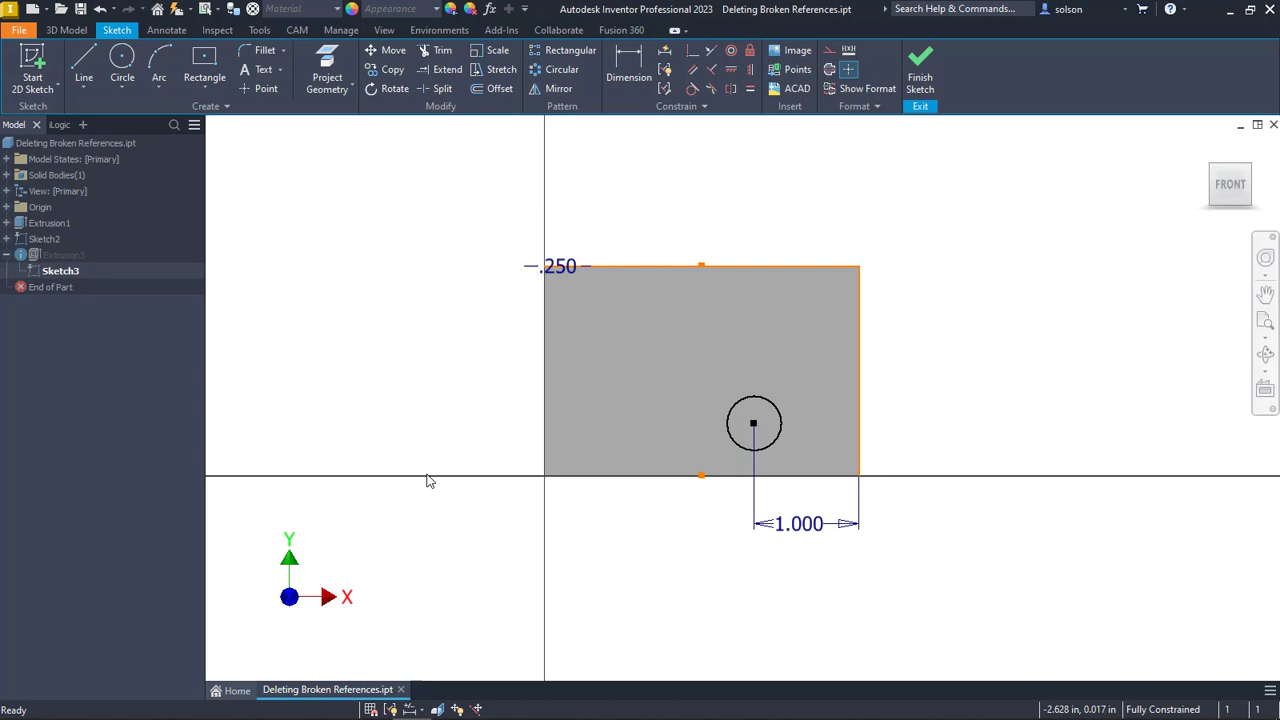 Material
Appearance
Autodesk Inventor Professional 2023 Deleting Broken References.ipt
Search Help & Commands...
solson
File 3D Model Sketch Annotate Inspect Tools CAM Manage View Environments Add-Ins Collaborate Fusion 360
Start
2D Sketch
Line
Circle
Arc
Rectangle
Fillet
Text
Point
Project
Geometry
Move
Copy
Rotate
Trim
Extend
Split
Scale
Stretch
Offset
Rectangular
Circular
Mirror
Dimension
Image
Points
ACAD
Show Format
Finish
Sketch
Sketch
Create
Modify
Pattern
Constrain
Insert
Format
Exit
Model
iLogic
Deleting Broken References.ipt
Model States: [Primary]
Solid Bodies(1)
View: [Primary]
Origin
Extrusion1
Sketch2
Extrusion3
Sketch3
End of Part
FRONT
.250
1.000
Y
X
Home
Deleting Broken References.ipt
Ready
-2.628 in, 0.017 in
Fully Constrained
1
1